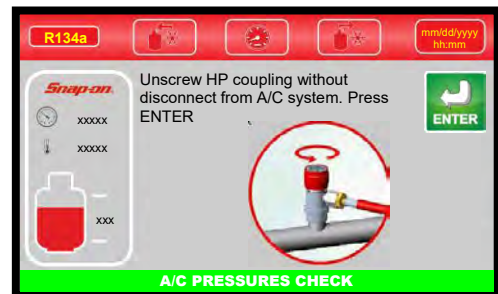 R134a
mm/dd/yyyy
hh:mm
Snap-on
xxxxx
xxxxx
xxx
Unscrew HP coupling without
disconnect from A/C system. Press
ENTER
ENTER
A/C PRESSURES CHECK